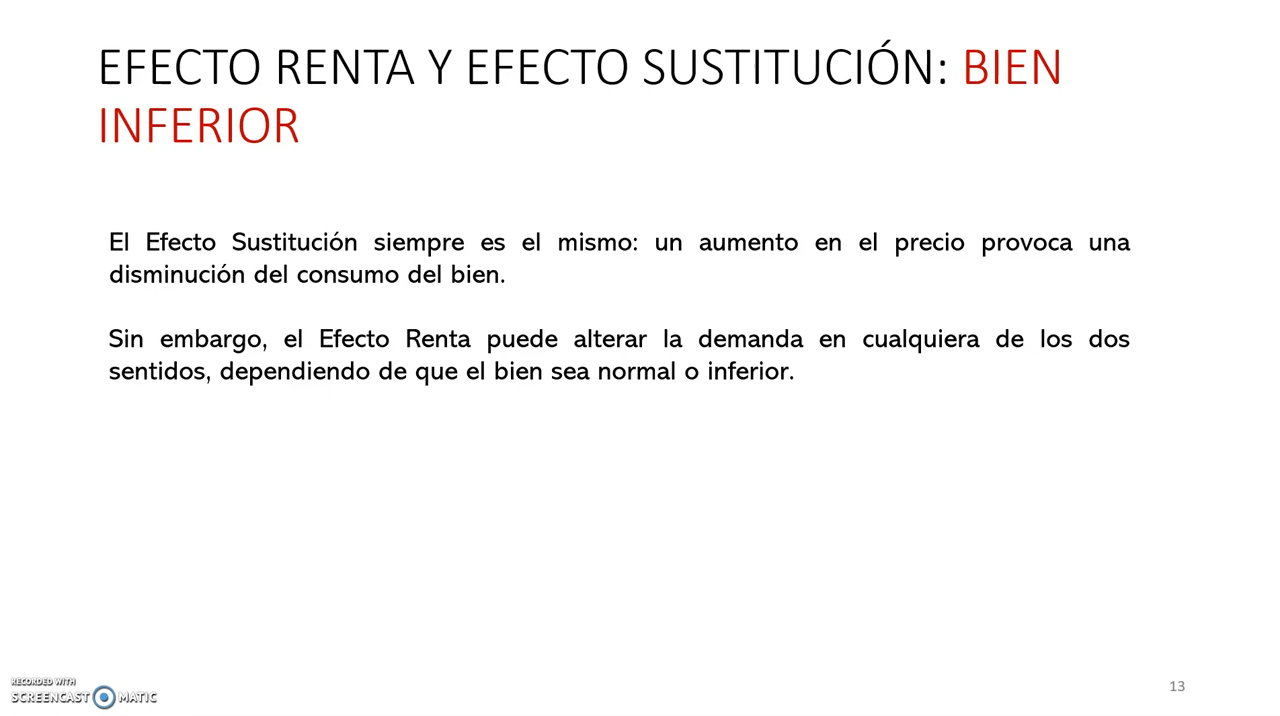 EFECTO RENTA Y EFECTO SUSTITUCIÓN: BIEN
INFERIOR
El Efecto Sustitución siempre es el mismo: un aumento en el precio provoca una
disminución del consumo del bien.
Sin embargo, el Efecto Renta puede alterar la demanda en cualquiera de los dos
sentidos, dependiendo de que el bien sea normal o inferior.
RECORDED WITH
SCREENCAST MATIC
13